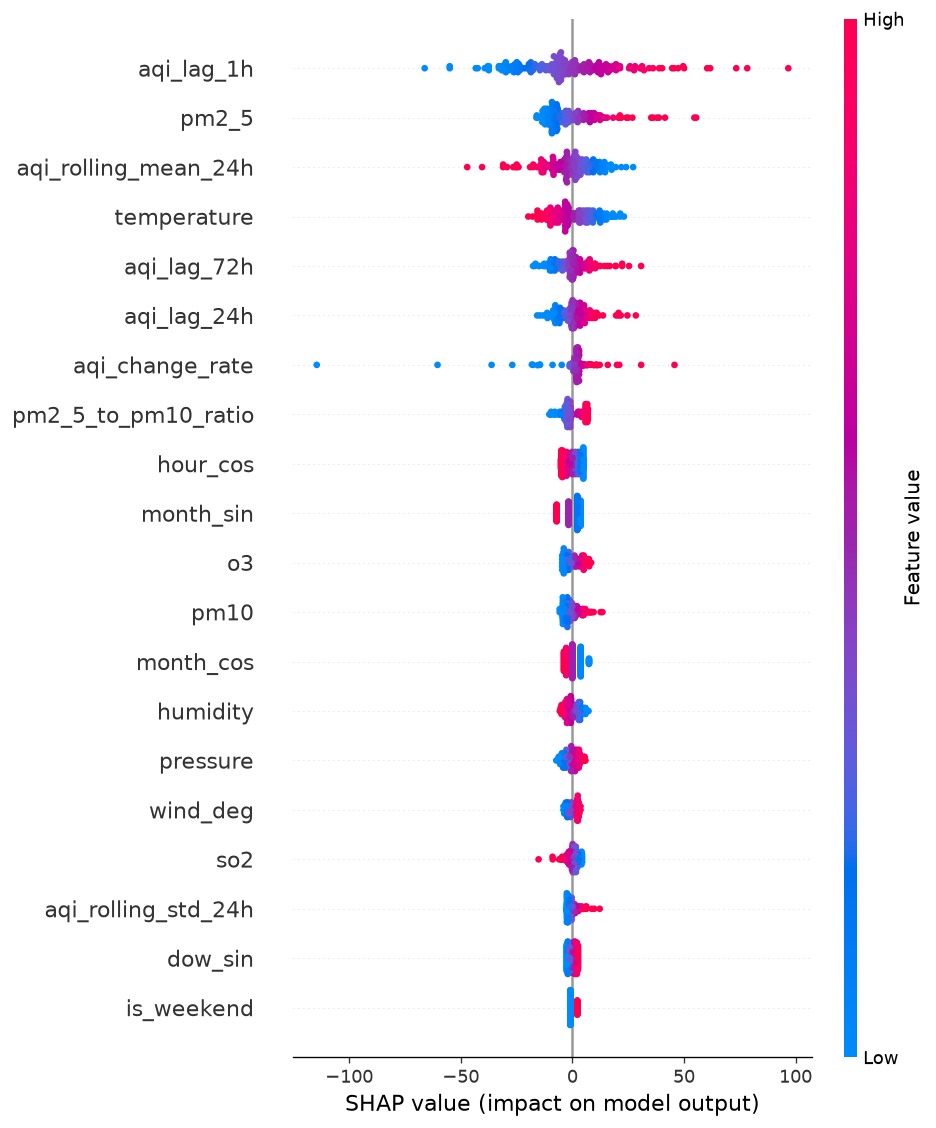 High
aqi_lag_1h
pm2_5
aqi_rolling_mean_24h
temperature
aqi_lag_72h
aqi_lag_24h
aqi_change_rate
pm2_5_to_pm10_ratio
hour_cos
month_sin
o3
pm10
month_cos
humidity
pressure
wind_deg
so2
aqi_rolling_std_24h
dow_sin
is_weekend
Low
Feature value
−100 −50 0 50 100
SHAP value (impact on model output)